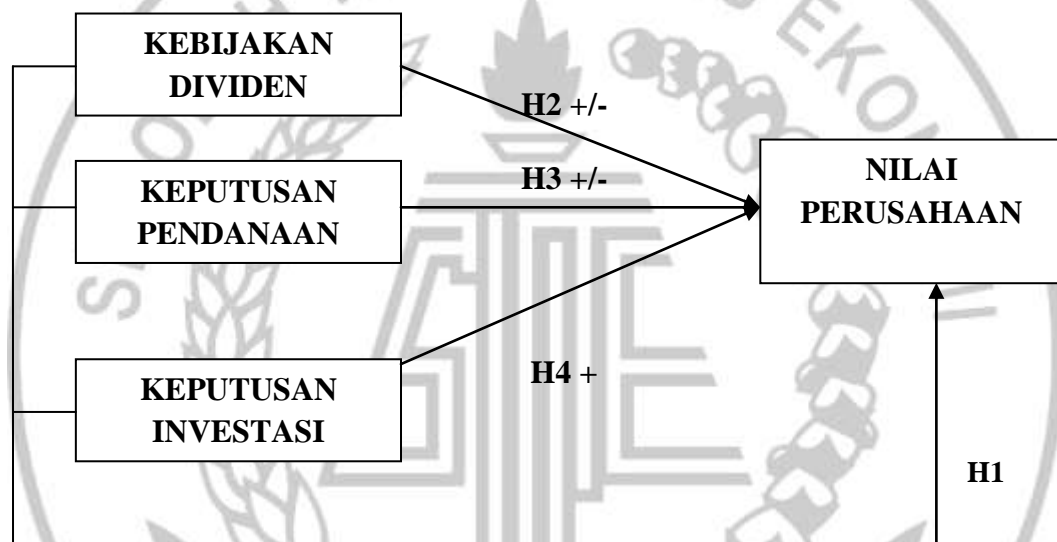 KEBIJAKAN
DIVIDEN
H2 +/-
KEPUTUSAN
PENDANAAN
H3 +/-
NILAI
PERUSAHAAN
KEPUTUSAN
INVESTASI
H4 +
H1